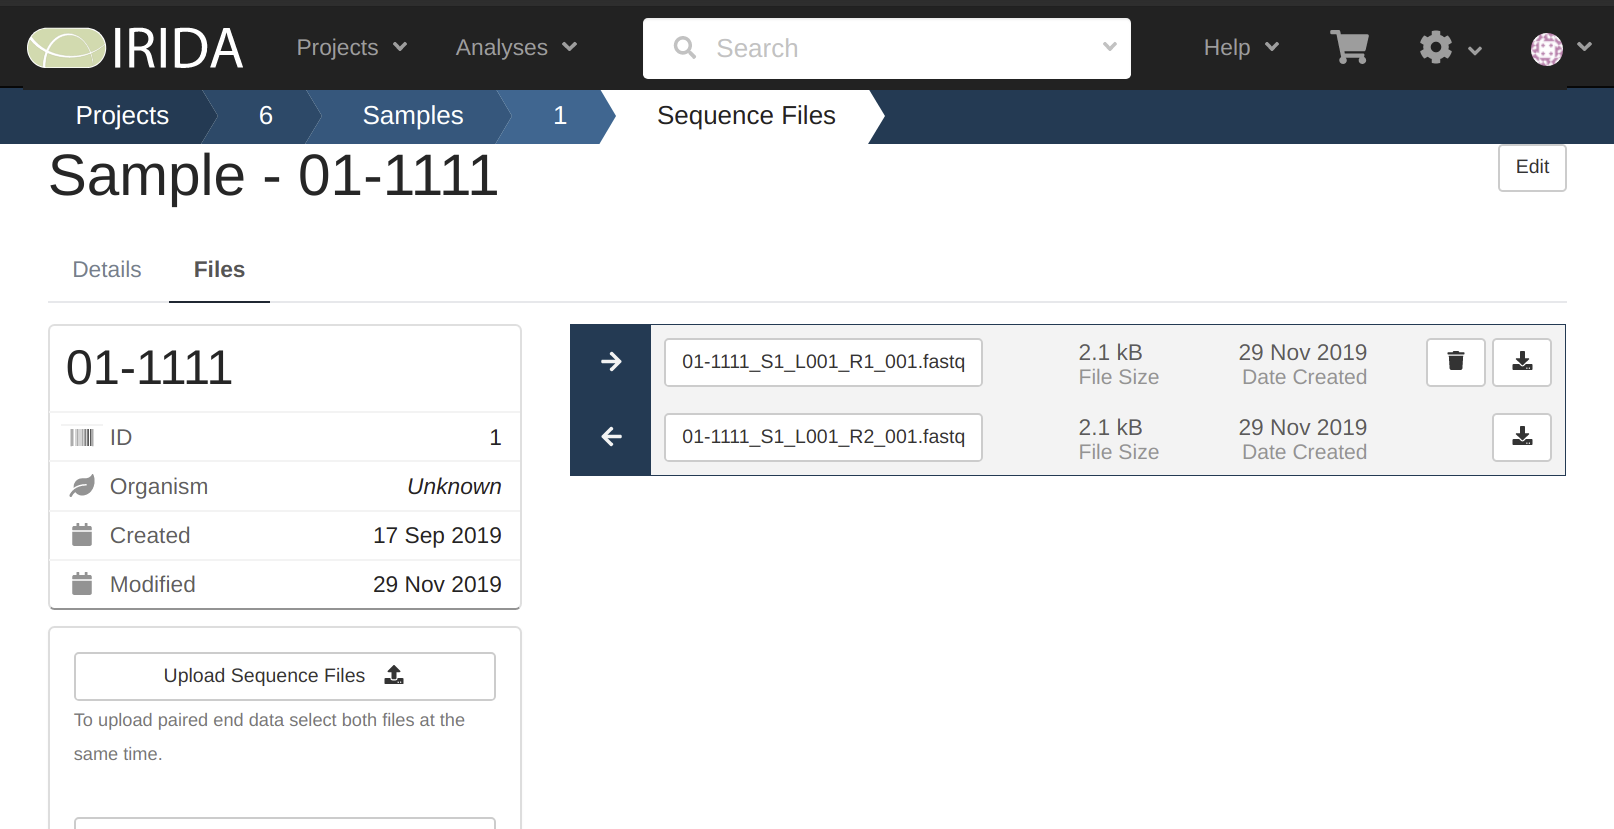 IRIDA Projects Analyses Search Help
Projects 6 Samples 1 Sequence Files
Sample - 01-1111
Edit
Details Files
01-1111
ID 1
Organism Unknown
Created 17 Sep 2019
Modified 29 Nov 2019
Upload Sequence Files
To upload paired end data select both files at the
same time.
01-1111_S1_L001_R1_001.fastq 2.1 kB 29 Nov 2019
File Size Date Created
01-1111_S1_L001_R2_001.fastq 2.1 kB 29 Nov 2019
File Size Date Created